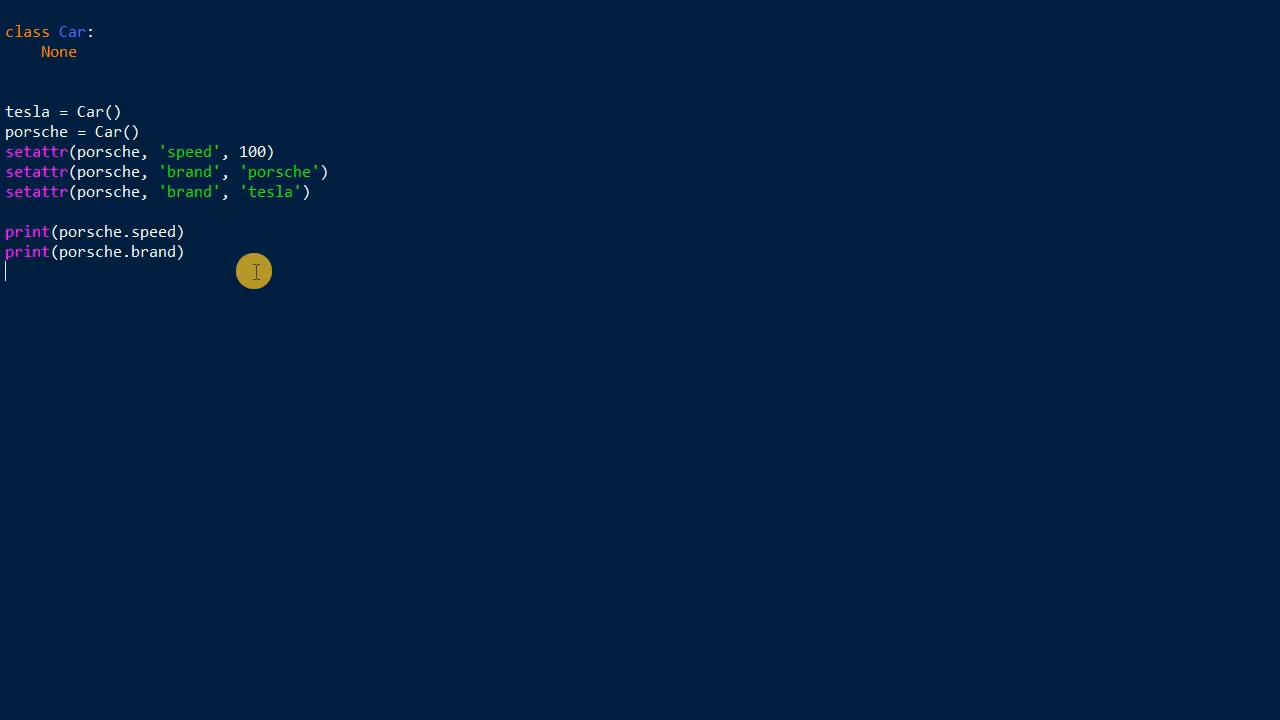 class Car:
    None
tesla = Car()
porsche = Car()
setattr(porsche, 'speed', 100)
setattr(porsche, 'brand', 'porsche')
setattr(porsche, 'brand', 'tesla')
print(porsche.speed)
print(porsche.brand)